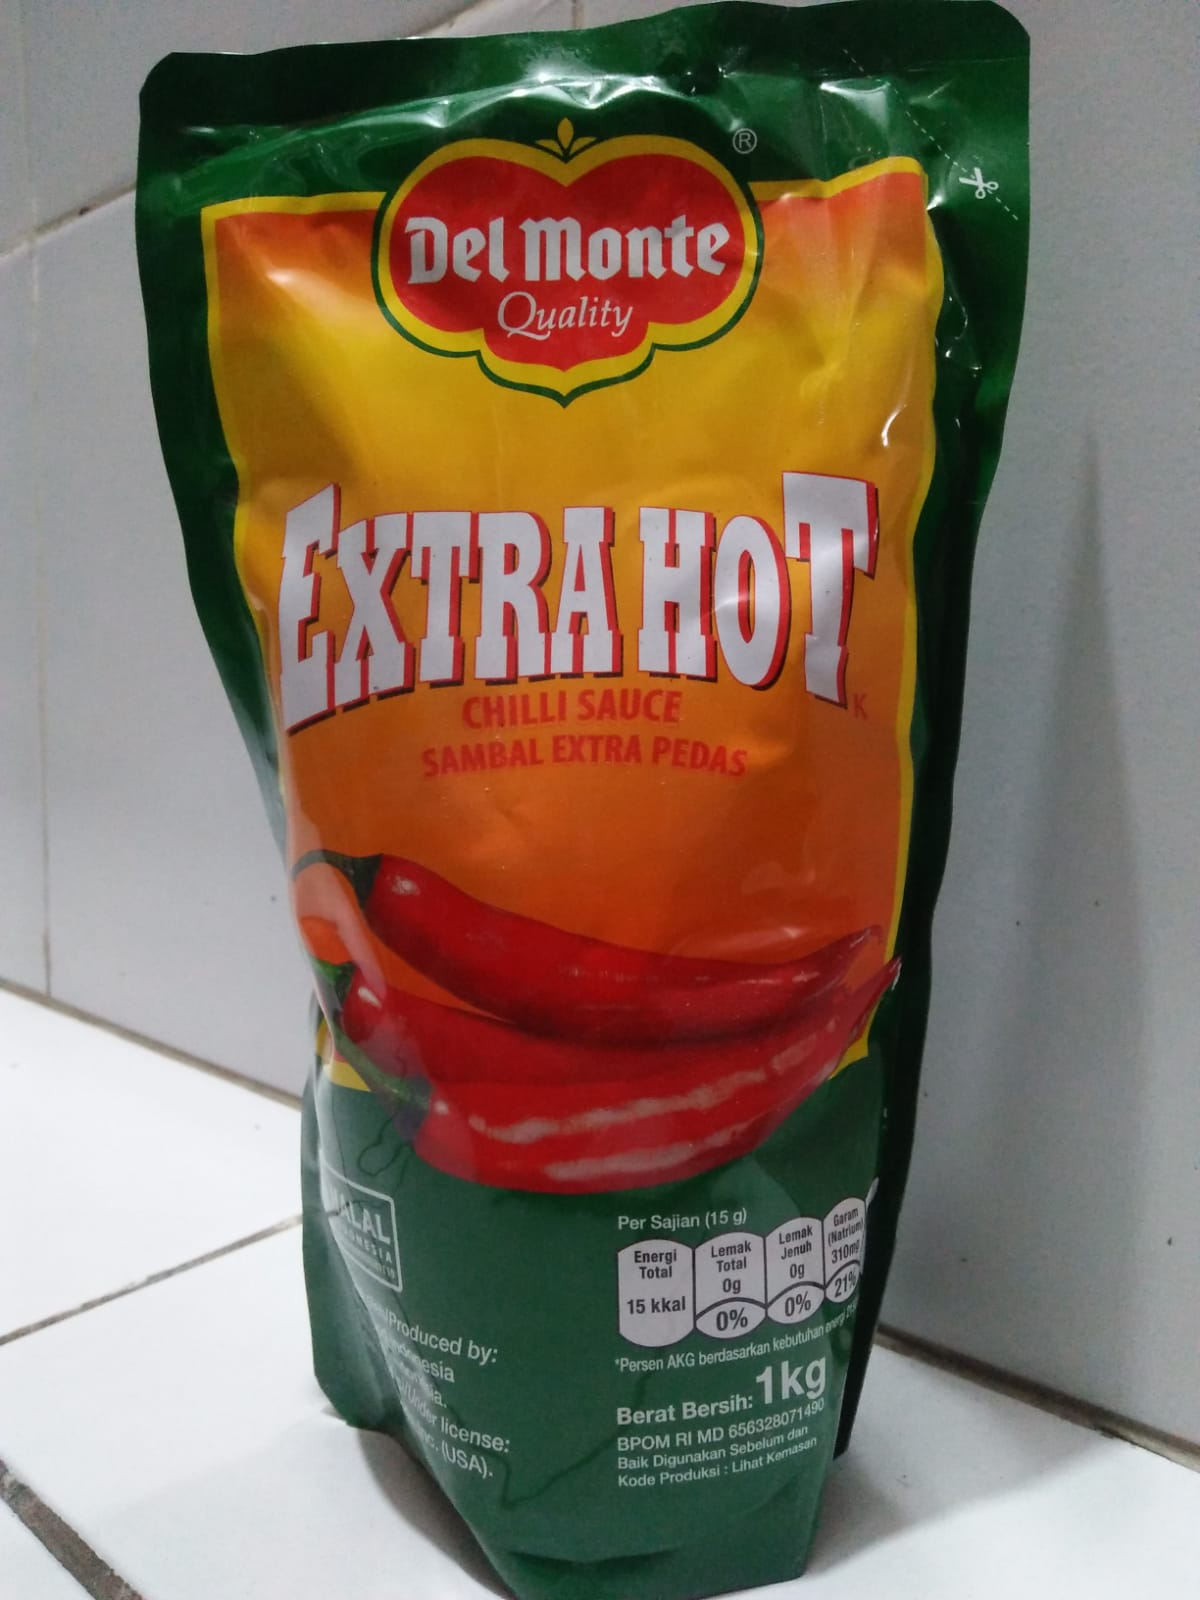 Del Monte
®
Quality
EXTRA HOT
K
CHILLI SAUCE
SAMBAL EXTRA PEDAS
HALAL
Per Sajian (15 g)
Energi Total 15 kkal
Lemak Total 0g 0%
Lemak Jenuh 0g 0%
Garam (Natrium) 310mg 21%
*Persen AKG berdasarkan kebutuhan energi
Berat Bersih: 1kg
BPOM RI MD 656328071490
Baik Digunakan Sebelum dan
Kode Produksi : Lihat Kemasan
/Produced by:
/Under license:
(USA).